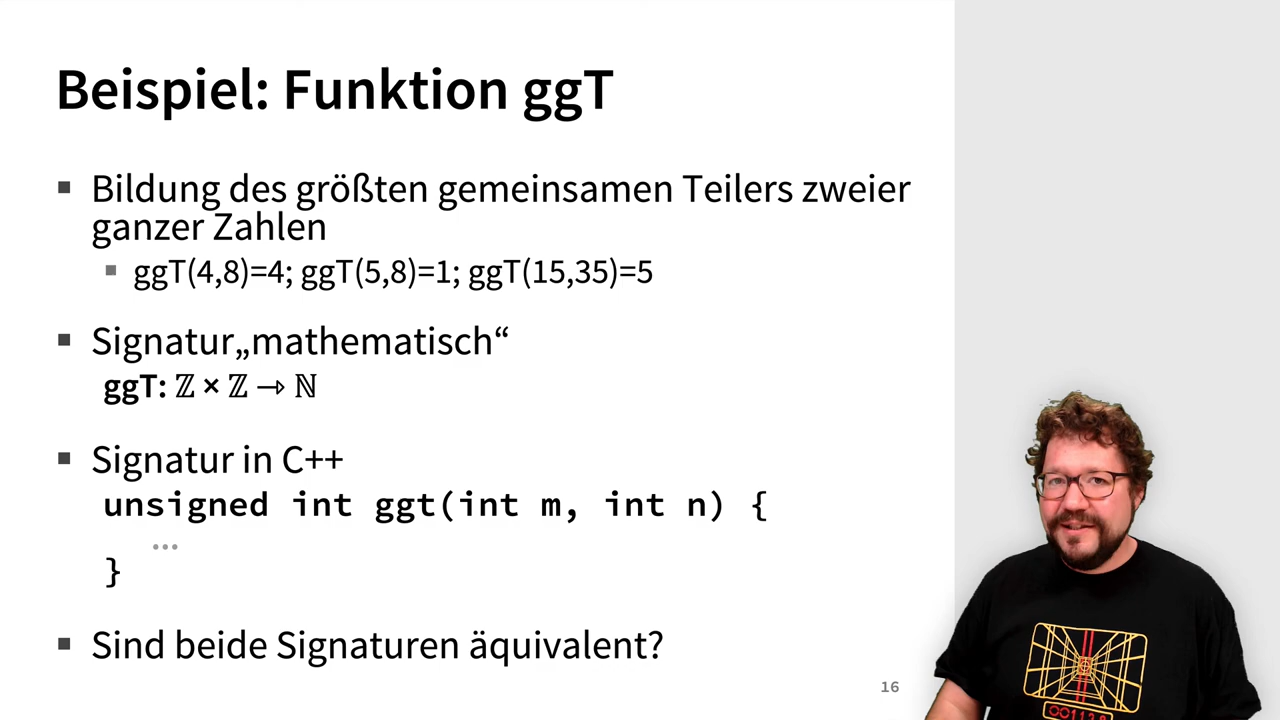 Beispiel: Funktion ggT
▪ Bildung des größten gemeinsamen Teilers zweier
ganzer Zahlen
▪ ggT(4,8)=4; ggT(5,8)=1; ggT(15,35)=5
▪ Signatur„mathematisch“
ggT: ℤ × ℤ → ℕ
▪ Signatur in C++
unsigned int ggt(int m, int n) {
…
}
▪ Sind beide Signaturen äquivalent?
16